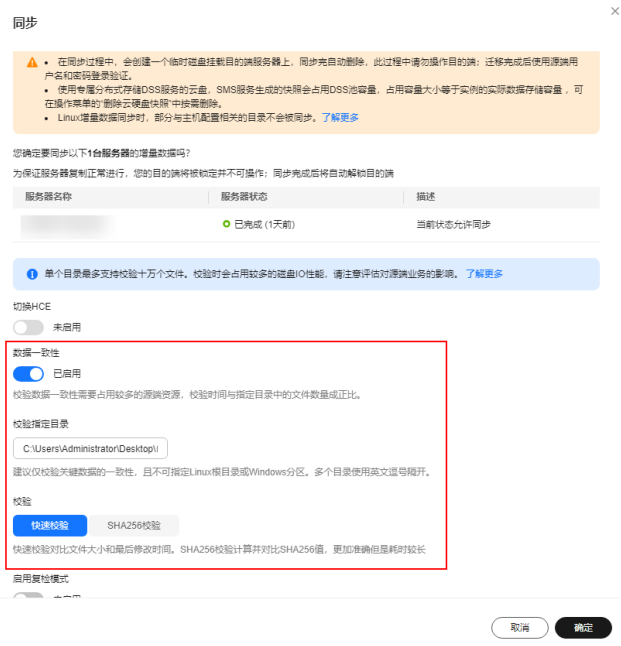 同步
• 在同步过程中，会创建一个临时磁盘挂载目的端服务器上，同步完自动删除，此过程中请勿操作目的端；迁移完成后使用源端用
户名和密码登录验证。
• 使用专属分布式存储DSS服务的云盘，SMS服务生成的快照会占用DSS池容量，占用容量大小等于实例的实际数据存储容量 ，可
在操作菜单的"删除云硬盘快照"中按需删除。
• Linux增量数据同步时，部分与主机配置相关的目录不会被同步。了解更多
您确定要同步以下1台服务器的增量数据吗?
为保证服务器复制正常进行，您的目的端将被锁定并不可操作；同步完成后将自动解锁目的端
服务器名称 服务器状态 描述
已完成 (1天前) 当前状态允许同步
单个目录最多支持校验十万个文件。校验时会占用较多的磁盘IO性能，请注意评估对源端业务的影响。 了解更多
切换HCE
未启用
数据一致性
已启用
校验数据一致性需要占用较多的源端资源，校验时间与指定目录中的文件数量成正比。
校验指定目录
C:\Users\Administrator\Desktop\
建议仅校验关键数据的一致性，且不可指定Linux根目录或Windows分区。多个目录使用英文逗号隔开。
校验
快速校验 SHA256校验
快速校验对比文件大小和最后修改时间。SHA256校验计算并对比SHA256值，更加准确但是耗时较长
启用复检模式
取消 确定